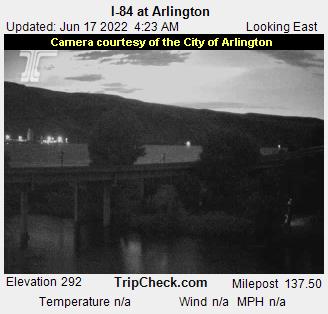 I-84 at Arlington
Updated: Jun 17 2022 4:23 AM Looking East
Camera courtesy of the City of Arlington
Elevation 292 TripCheck.com Milepost 137.50
Temperature n/a Wind n/a MPH n/a